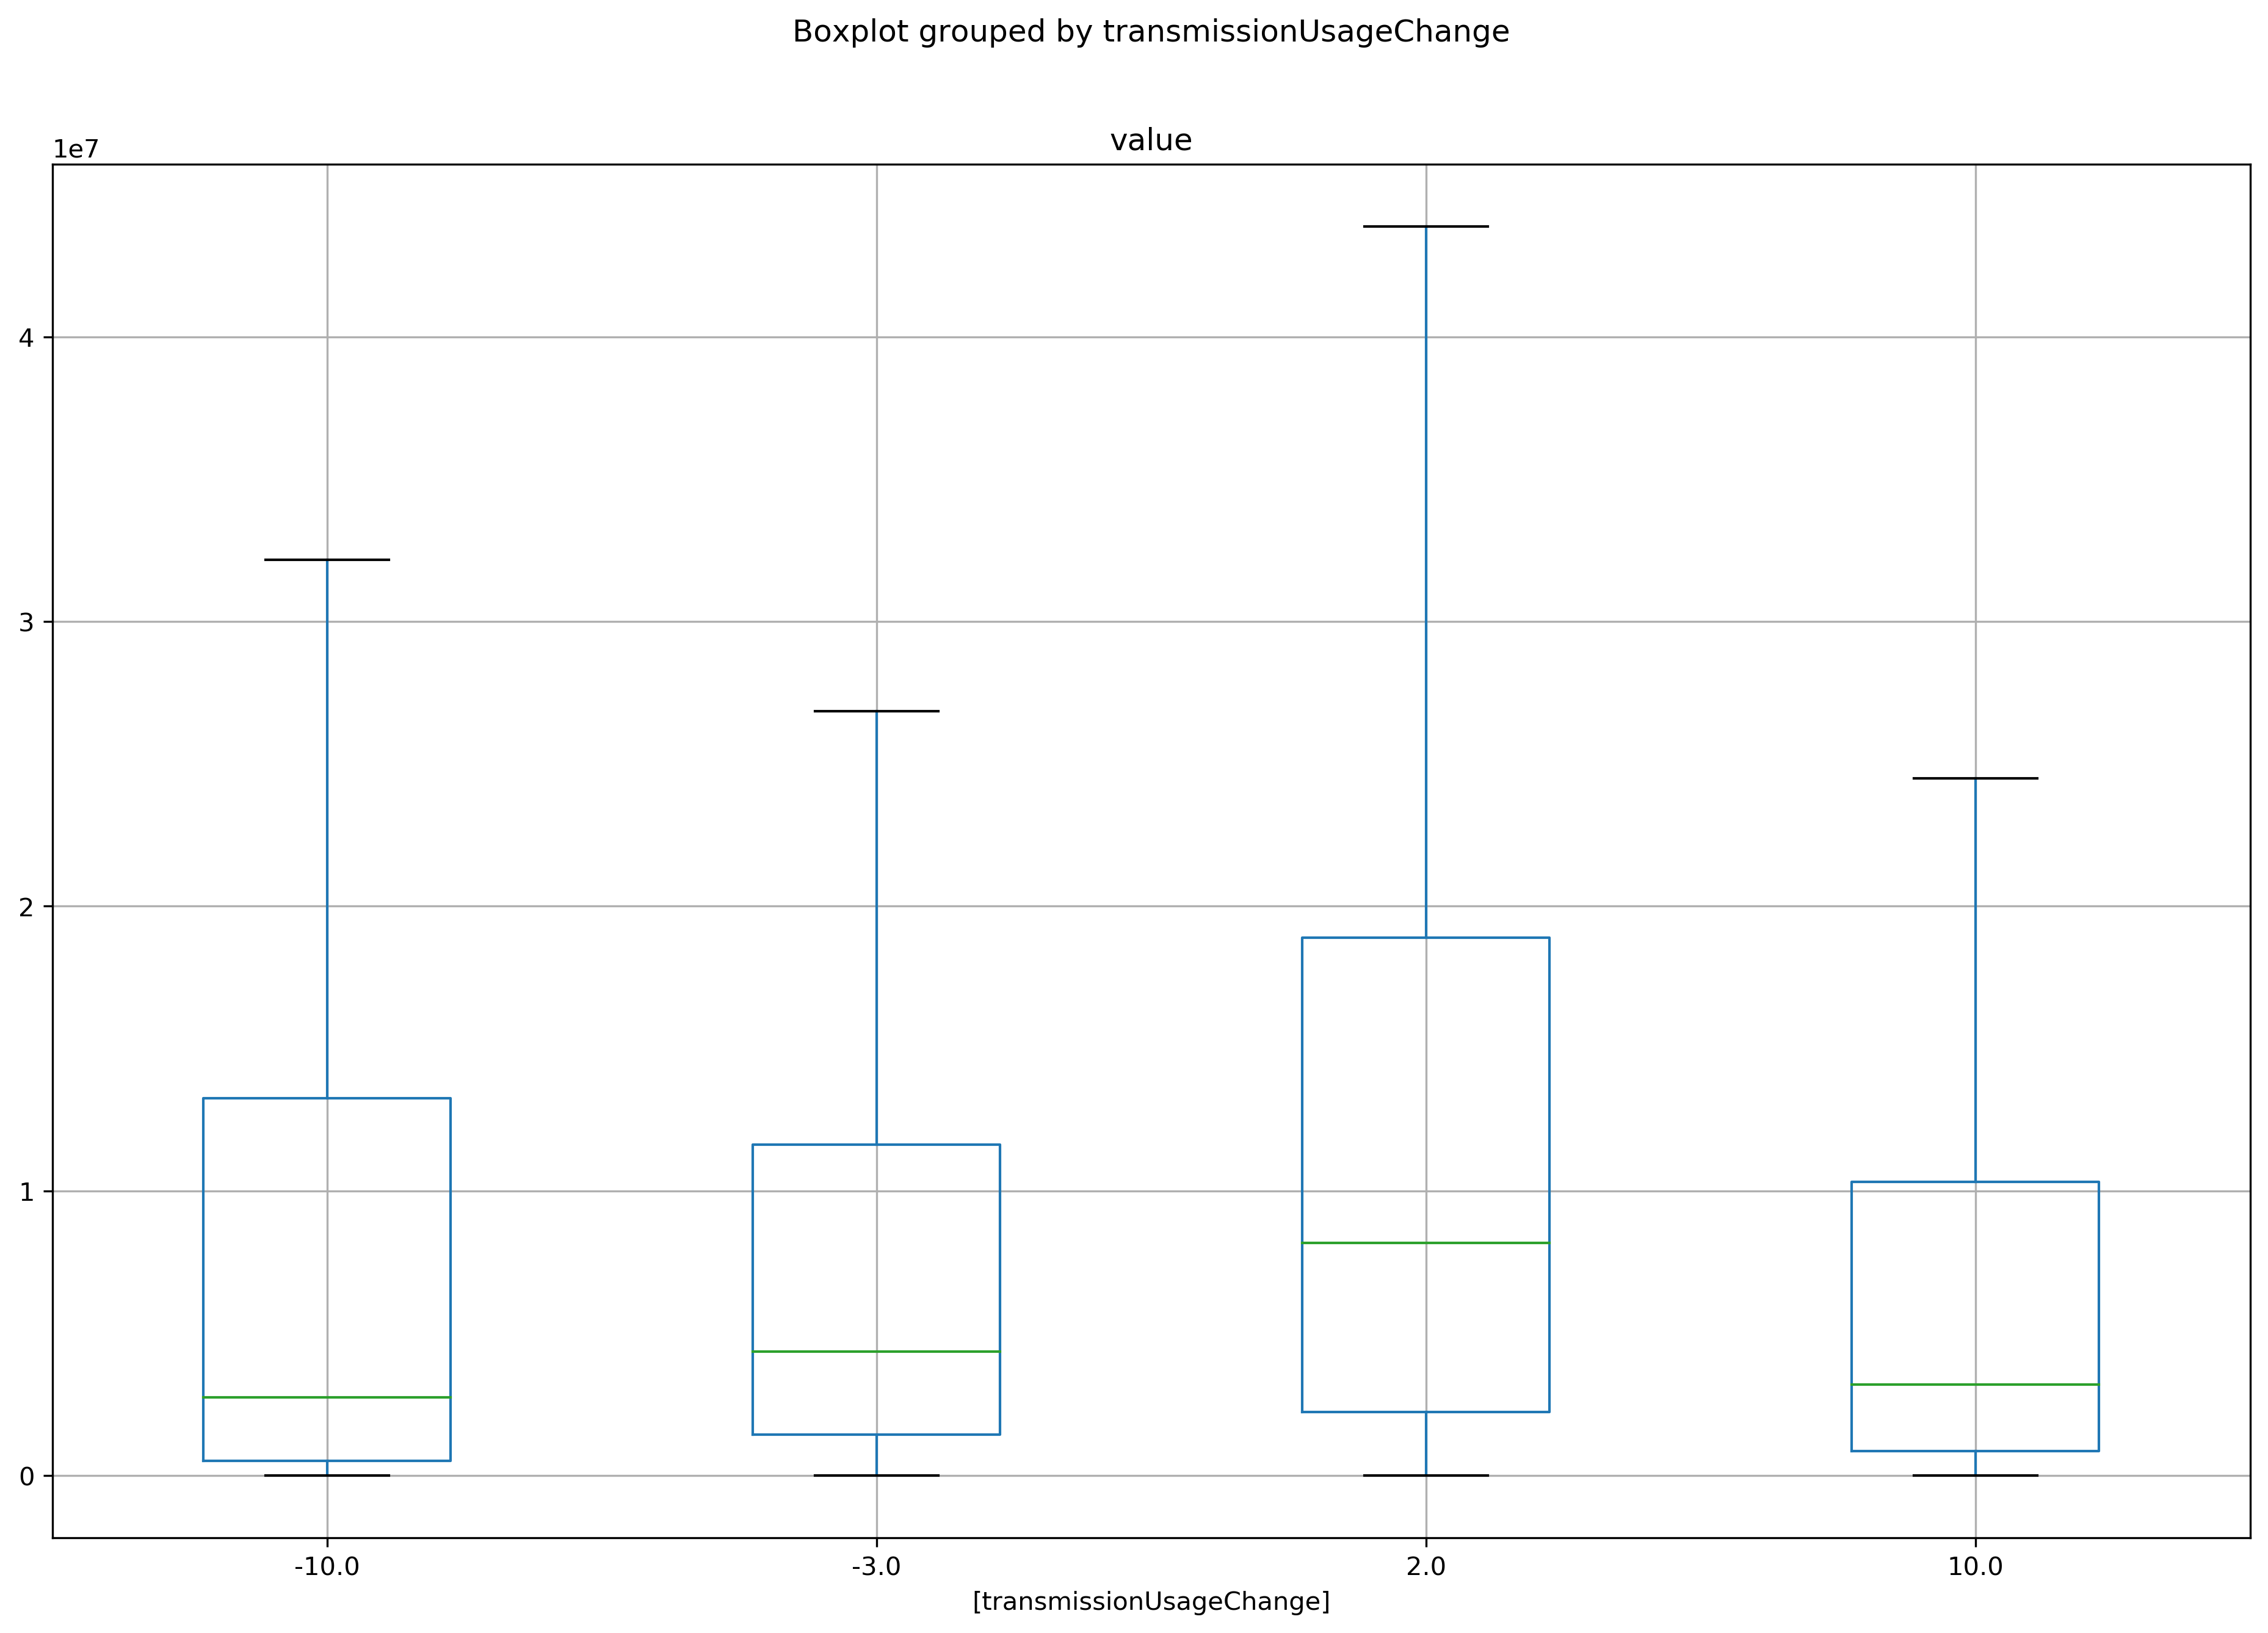 Boxplot grouped by transmissionUsageChange
value
1e7
4
3
2
1
0
-10.0 -3.0 2.0 10.0
[transmissionUsageChange]